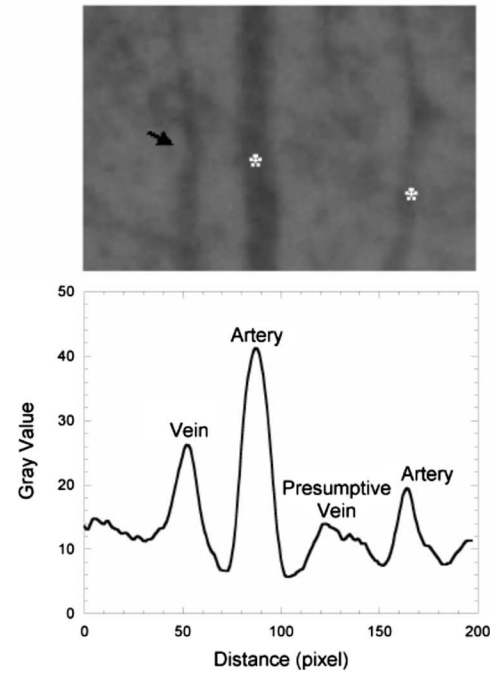 *
*
50
40
30
20
10
0
Gray Value
Artery
Vein
Presumptive
Vein
Artery
0 50 100 150 200
Distance (pixel)